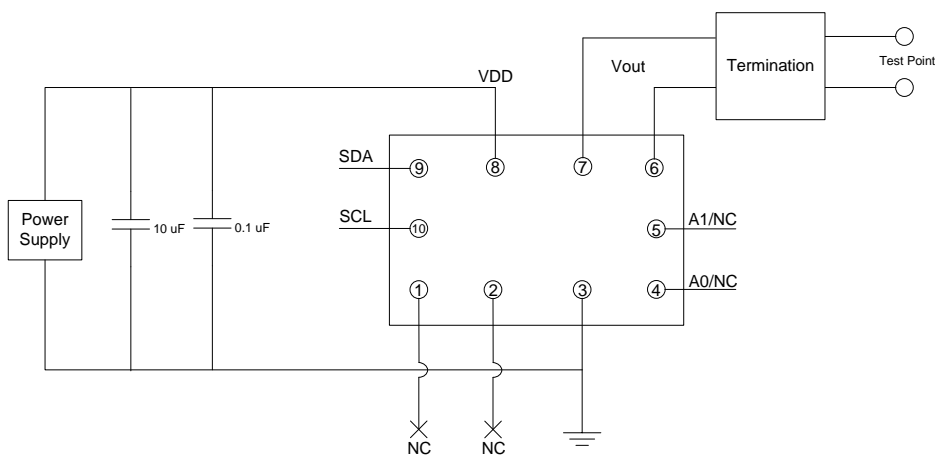 Termination
Test Point
Vout
VDD
SDA
9
8
7
6
Power
Supply
10 uF
0.1 uF
SCL
10
5
A1/NC
1
2
3
4
A0/NC
NC
NC